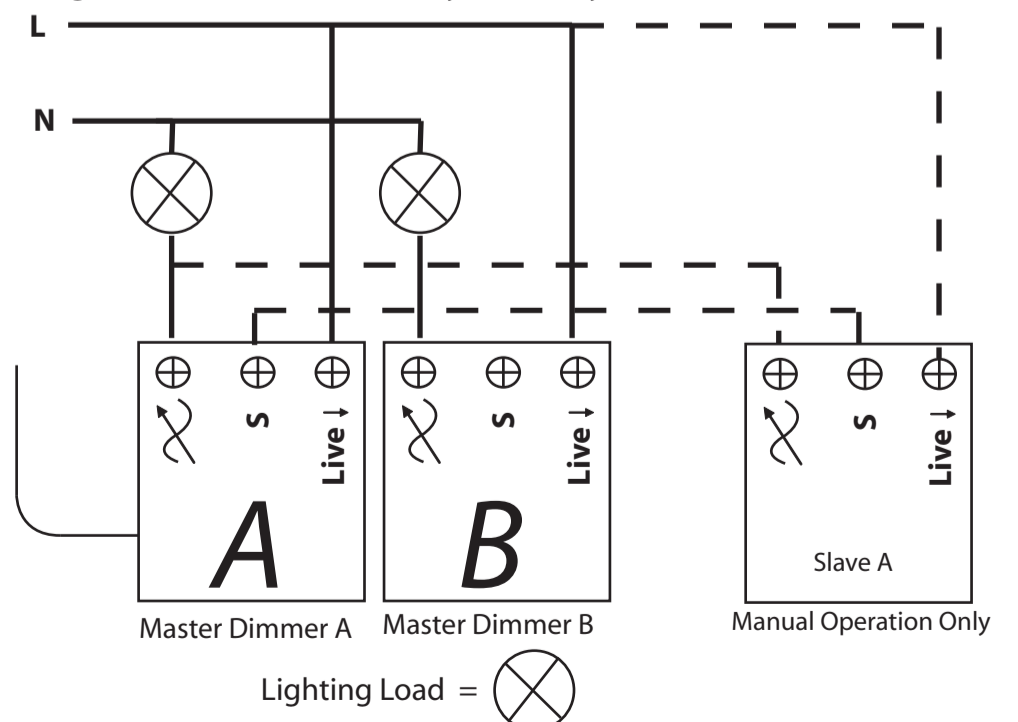 L
N
S
Live ↓
S
Live ↓
S
Live ↓
A
B
Slave A
Master Dimmer A
Master Dimmer B
Manual Operation Only
Lighting Load =